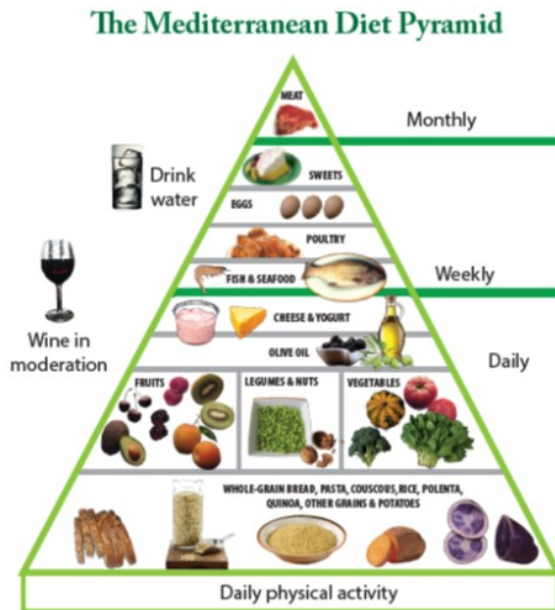 The Mediterranean Diet Pyramid
MEAT
Monthly
Drink
water
SWEETS
EGGS
POULTRY
FISH & SEAFOOD
Weekly
Wine in
moderation
CHEESE & YOGURT
OLIVE OIL
Daily
FRUITS
LEGUMES & NUTS
VEGETABLES
WHOLE-GRAIN BREAD, PASTA, COUSCOUS, RICE, POLENTA,
QUINOA, OTHER GRAINS & POTATOES
Daily physical activity